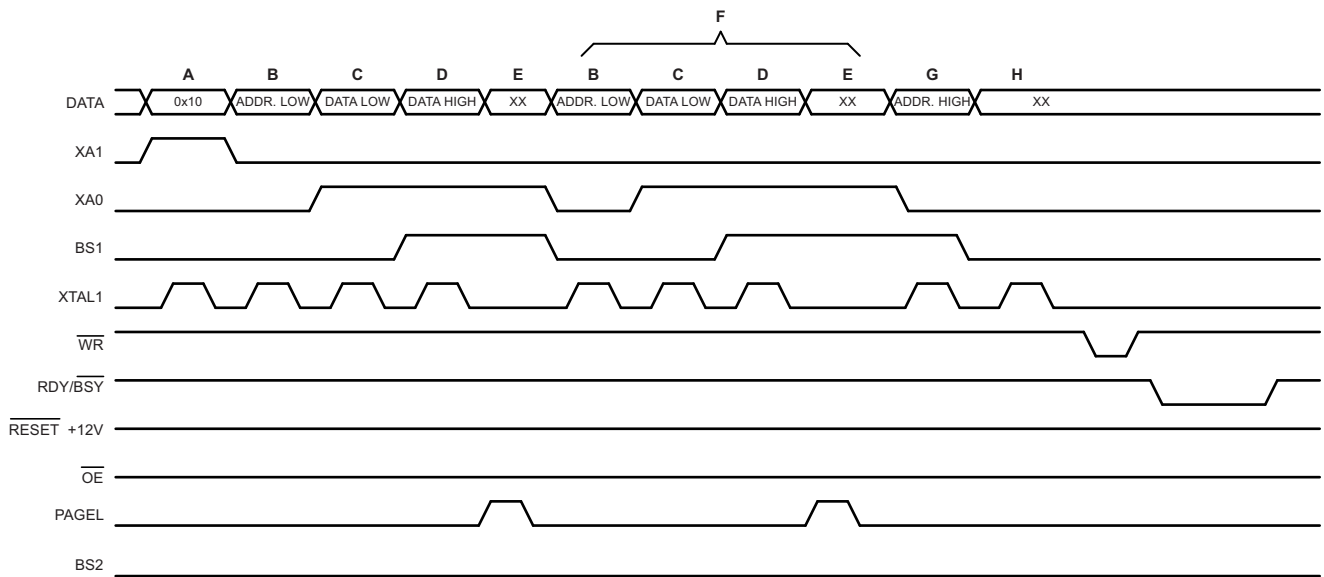 F
A B C D E B C D E G H
DATA 0x10 ADDR. LOW DATA LOW DATA HIGH XX ADDR. LOW DATA LOW DATA HIGH XX ADDR. HIGH XX
XA1
XA0
BS1
XTAL1
WR
RDY/BSY
RESET +12V
OE
PAGEL
BS2